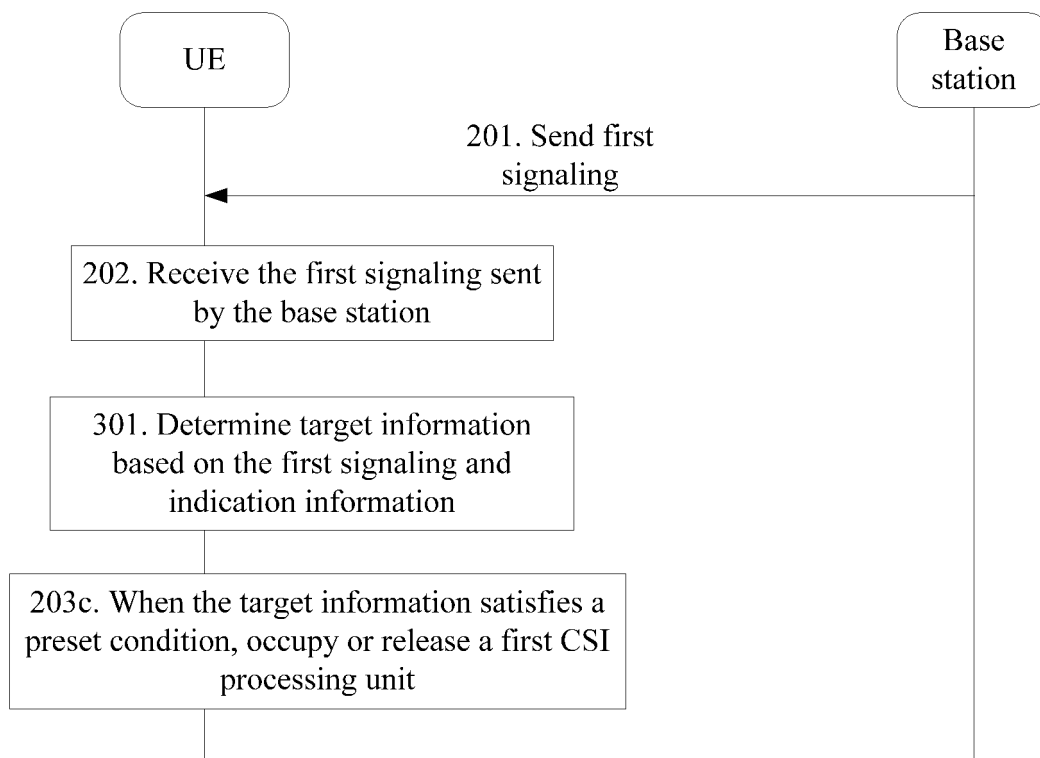 UE
Base
station
201. Send first
signaling
202. Receive the first signaling sent
by the base station
301. Determine target information
based on the first signaling and
indication information
203c. When the target information satisfies a
preset condition, occupy or release a first CSI
processing unit